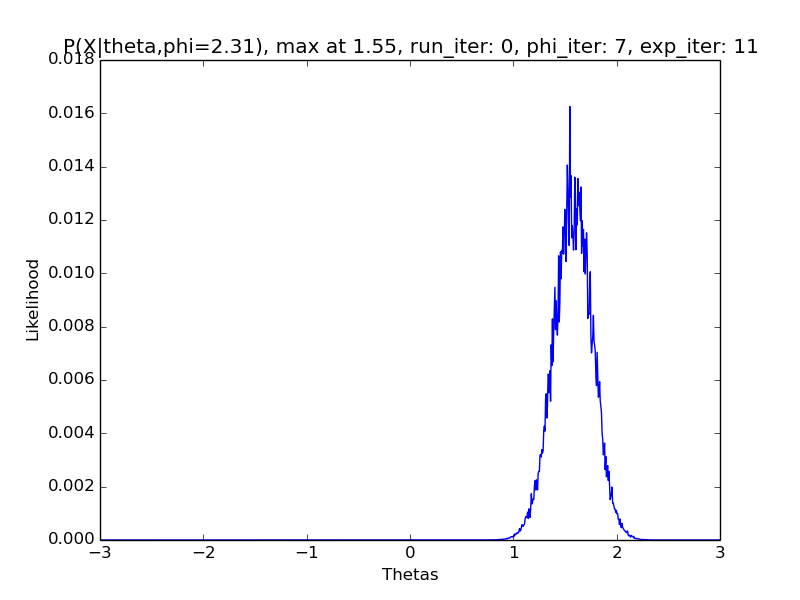 P(X|theta,phi=2.31), max at 1.55, run_iter: 0, phi_iter: 7, exp_iter: 11
0.018
0.016
0.014
0.012
0.010
0.008
0.006
0.004
0.002
0.000
Likelihood
−3 −2 −1 0 1 2 3
Thetas